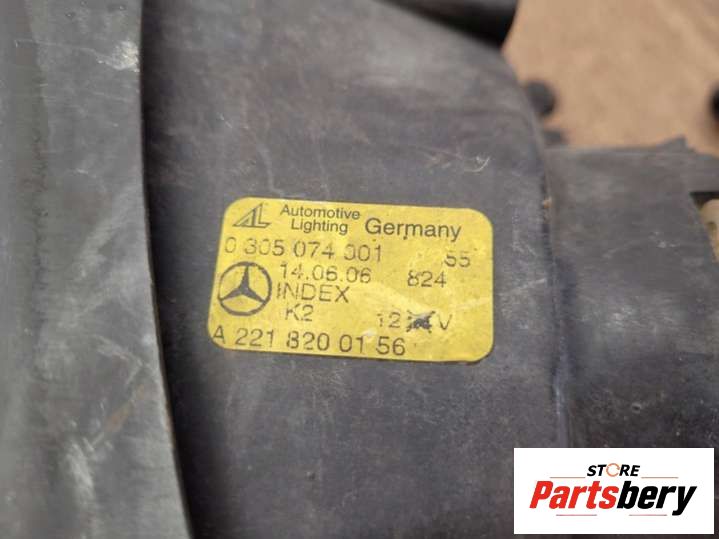 AL Automotive Lighting Germany
0 305 074 001 55
14.06.06 824
INDEX
K2 12 V
A 221 820 01 56
STORE
Partsbery